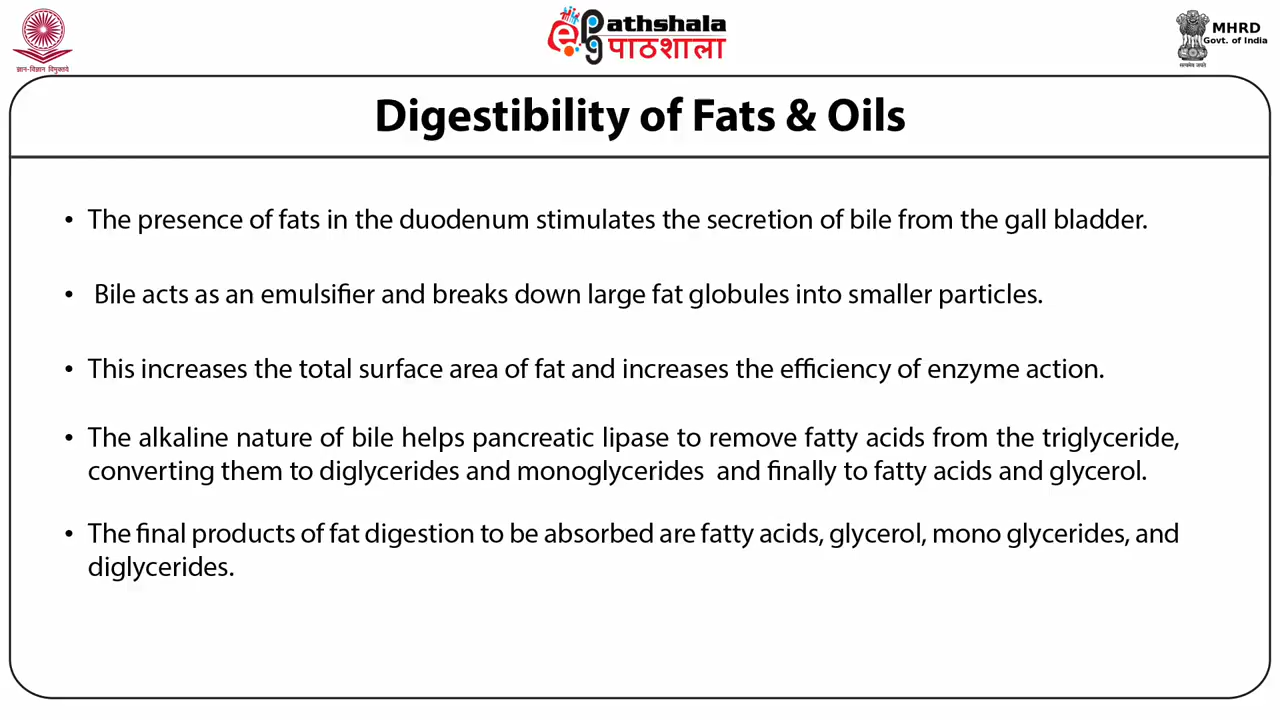 ज्ञान-विज्ञान विमुक्तये
ePG Pathshala
पाठशाला
MHRD
Govt. of India
सत्यमेव जयते
Digestibility of Fats & Oils
• The presence of fats in the duodenum stimulates the secretion of bile from the gall bladder.
• Bile acts as an emulsifier and breaks down large fat globules into smaller particles.
• This increases the total surface area of fat and increases the efficiency of enzyme action.
• The alkaline nature of bile helps pancreatic lipase to remove fatty acids from the triglyceride,
converting them to diglycerides and monoglycerides and finally to fatty acids and glycerol.
• The final products of fat digestion to be absorbed are fatty acids, glycerol, mono glycerides, and
diglycerides.